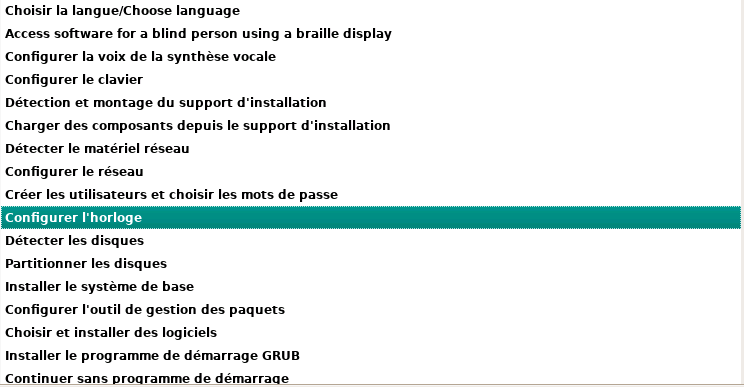 Choisir la langue/Choose language
Access software for a blind person using a braille display
Configurer la voix de la synthèse vocale
Configurer le clavier
Détection et montage du support d'installation
Charger des composants depuis le support d'installation
Détecter le matériel réseau
Configurer le réseau
Créer les utilisateurs et choisir les mots de passe
Configurer l'horloge
Détecter les disques
Partitionner les disques
Installer le système de base
Configurer l'outil de gestion des paquets
Choisir et installer des logiciels
Installer le programme de démarrage GRUB
Continuer sans programme de démarrage